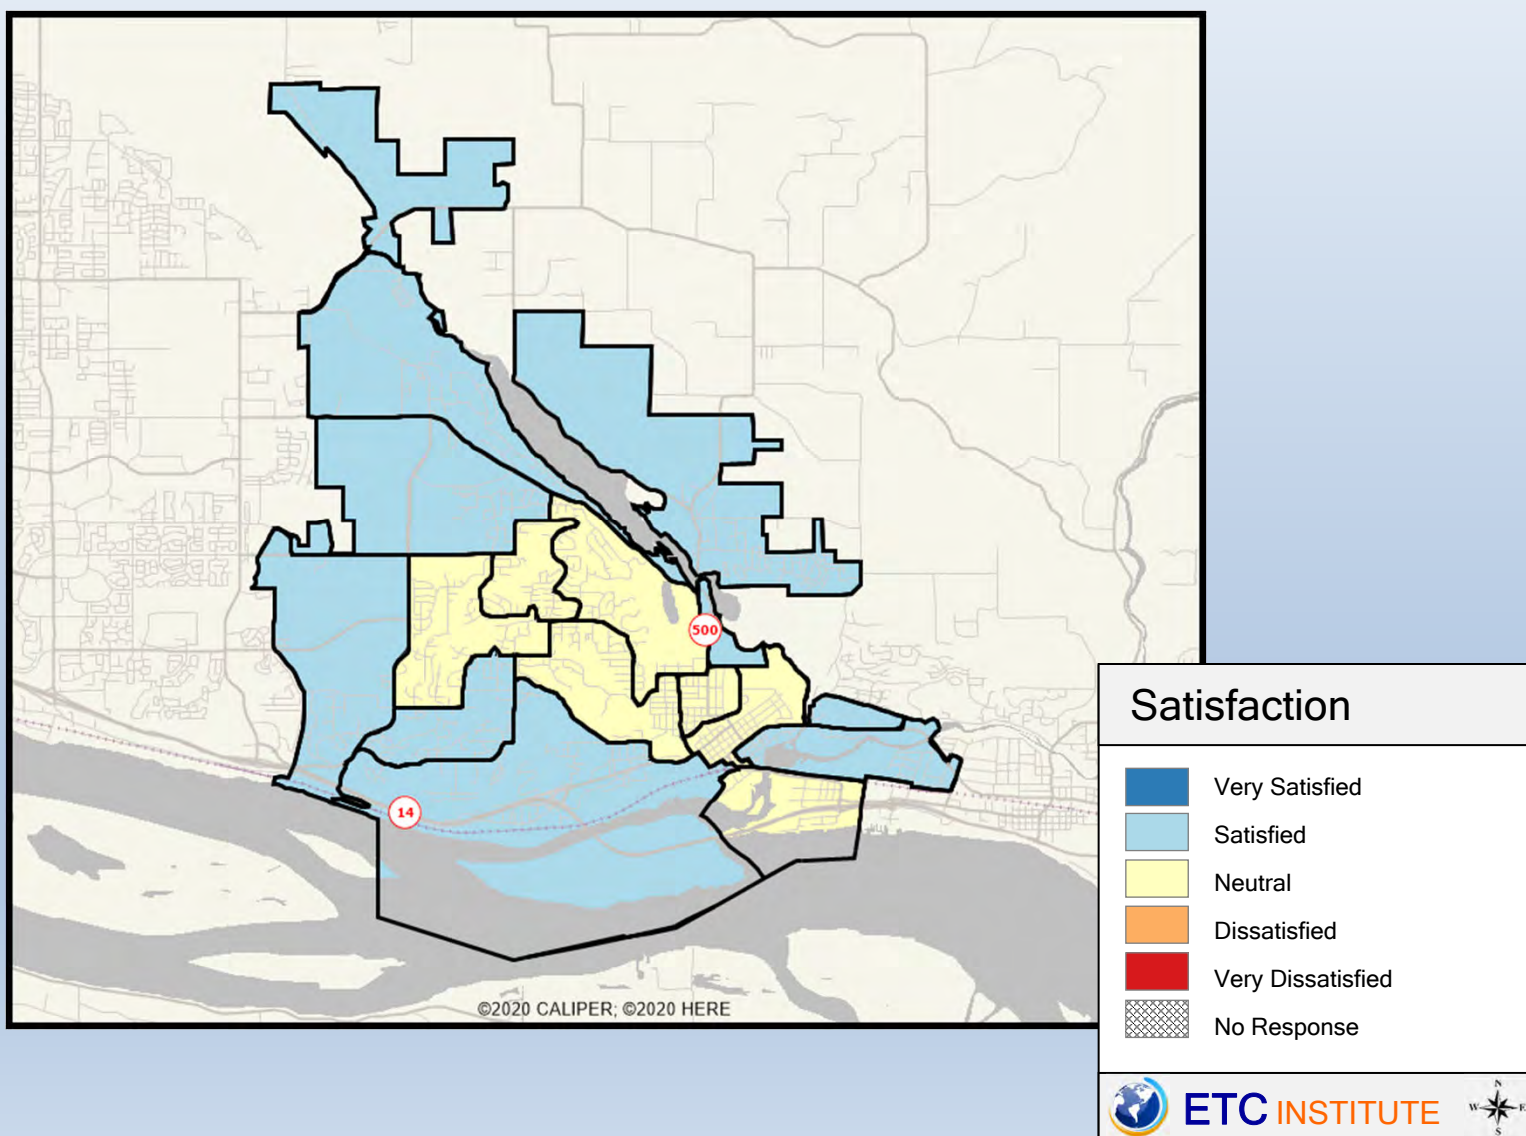 500
14
©2020 CALIPER; ©2020 HERE
Satisfaction
Very Satisfied
Satisfied
Neutral
Dissatisfied
Very Dissatisfied
No Response
ETC INSTITUTE
N
W E
S